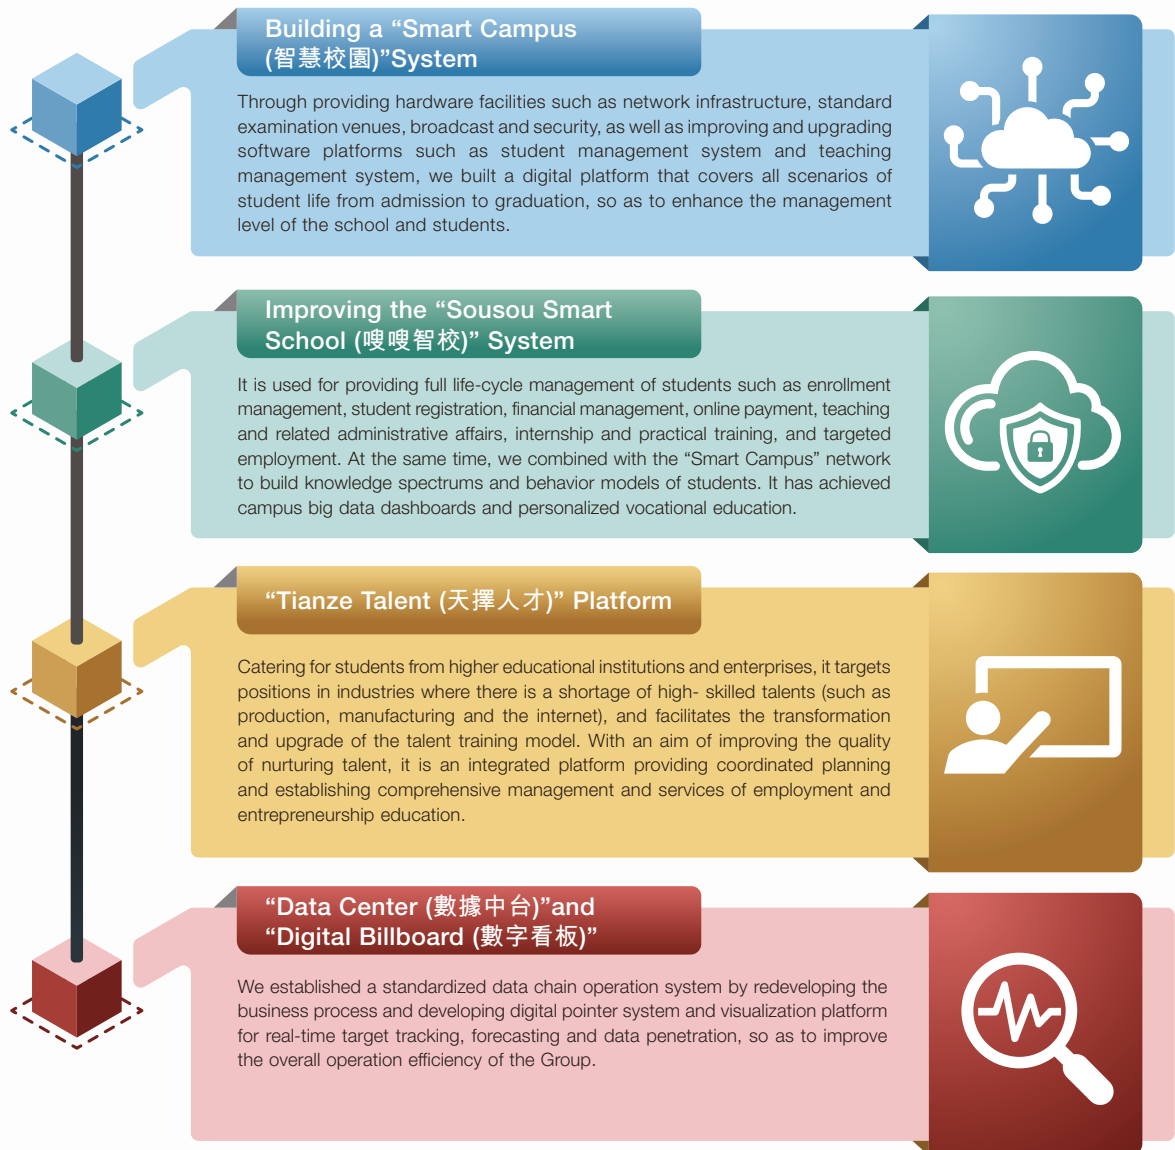 Building a “Smart Campus
(智慧校園)”System
Through providing hardware facilities such as network infrastructure, standard
examination venues, broadcast and security, as well as improving and upgrading
software platforms such as student management system and teaching
management system, we built a digital platform that covers all scenarios of
student life from admission to graduation, so as to enhance the management
level of the school and students.
Improving the “Sousou Smart
School (嗖嗖智校)” System
It is used for providing full life-cycle management of students such as enrollment
management, student registration, financial management, online payment, teaching
and related administrative affairs, internship and practical training, and targeted
employment. At the same time, we combined with the “Smart Campus” network
to build knowledge spectrums and behavior models of students. It has achieved
campus big data dashboards and personalized vocational education.
“Tianze Talent (天擇人才)” Platform
Catering for students from higher educational institutions and enterprises, it targets
positions in industries where there is a shortage of high- skilled talents (such as
production, manufacturing and the internet), and facilitates the transformation
and upgrade of the talent training model. With an aim of improving the quality
of nurturing talent, it is an integrated platform providing coordinated planning
and establishing comprehensive management and services of employment and
entrepreneurship education.
“Data Center (數據中台)”and
“Digital Billboard (數字看板)”
We established a standardized data chain operation system by redeveloping the
business process and developing digital pointer system and visualization platform
for real-time target tracking, forecasting and data penetration, so as to improve
the overall operation efficiency of the Group.